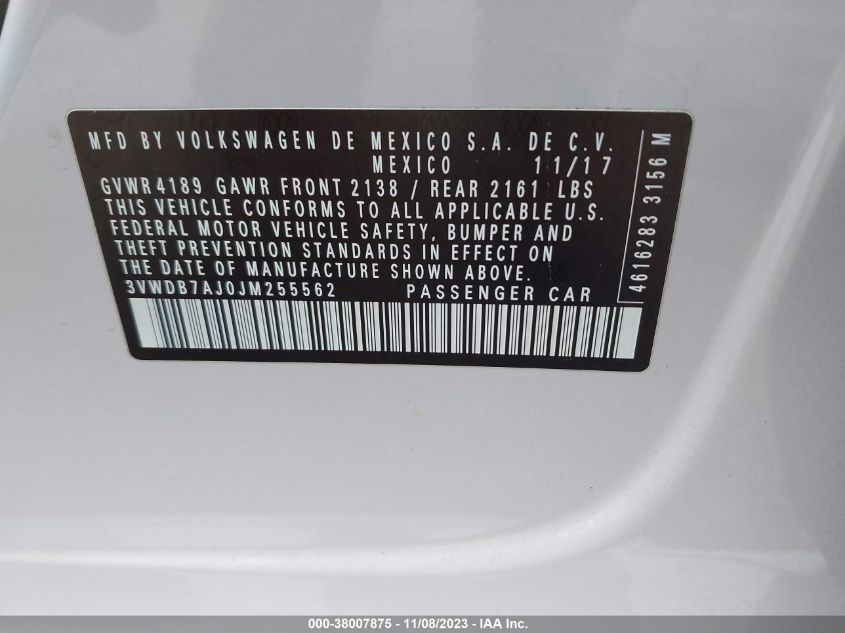 MFD BY VOLKSWAGEN DE MEXICO S.A. DE C.V.
MEXICO 11/17
GVWR 4189 GAWR FRONT 2138 / REAR 2161 LBS
THIS VEHICLE CONFORMS TO ALL APPLICABLE U.S.
FEDERAL MOTOR VEHICLE SAFETY, BUMPER AND
THEFT PREVENTION STANDARDS IN EFFECT ON
THE DATE OF MANUFACTURE SHOWN ABOVE.
3VWDB7AJ0JM255562 PASSENGER CAR
4616283 3156 M
000-38007875 - 11/08/2023 - IAA Inc.